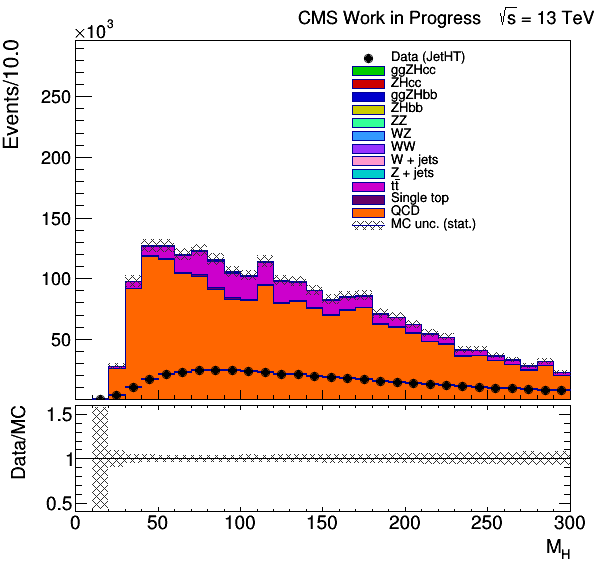 CMS Work in Progress √s = 13 TeV
×10³
Events/10.0
300
250
200
150
100
50
Data (JetHT)
ggZHcc
ZHcc
ggZHbb
ZHbb
ZZ
WZ
WW
W + jets
Z + jets
tt̄
Single top
QCD
MC unc. (stat.)
Data/MC
1.5
1
0.5
0 50 100 150 200 250 300
M_H